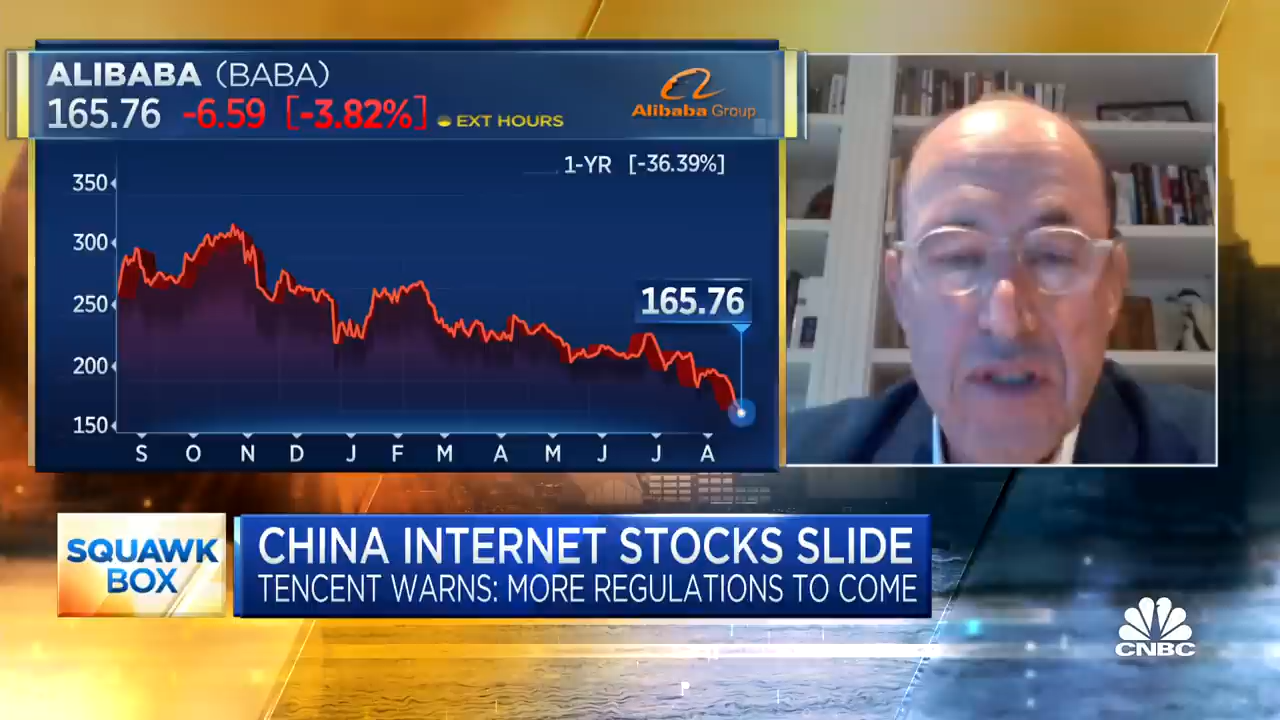 ALIBABA (BABA)
165.76 -6.59 [-3.82%] EXT HOURS
Alibaba Group
1-YR [-36.39%]
350
300
250
200
150
165.76
S O N D J F M A M J J A
SQUAWK
BOX
CHINA INTERNET STOCKS SLIDE
TENCENT WARNS: MORE REGULATIONS TO COME
CNBC
P